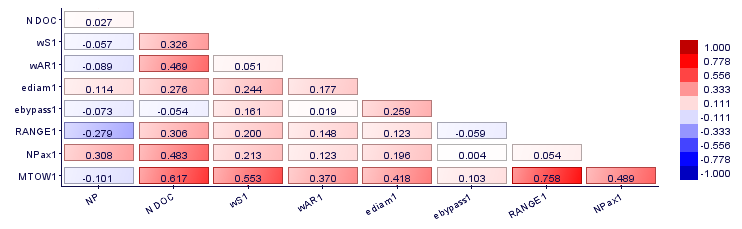 NDOC 0.027
wS1 -0.057 0.326
wAR1 -0.089 0.469 0.051
ediam1 0.114 0.276 0.244 0.177
ebypass1 -0.073 -0.054 0.161 0.019 0.259
RANGE1 -0.279 0.306 0.200 0.148 0.123 -0.059
NPax1 0.308 0.483 0.213 0.123 0.196 0.004 0.054
MTOW1 -0.101 0.617 0.553 0.370 0.418 0.103 0.758 0.489
NP NDOC wS1 wAR1 ediam1 ebypass1 RANGE1 NPax1
1.000
0.778
0.556
0.333
0.111
-0.111
-0.333
-0.556
-0.778
-1.000